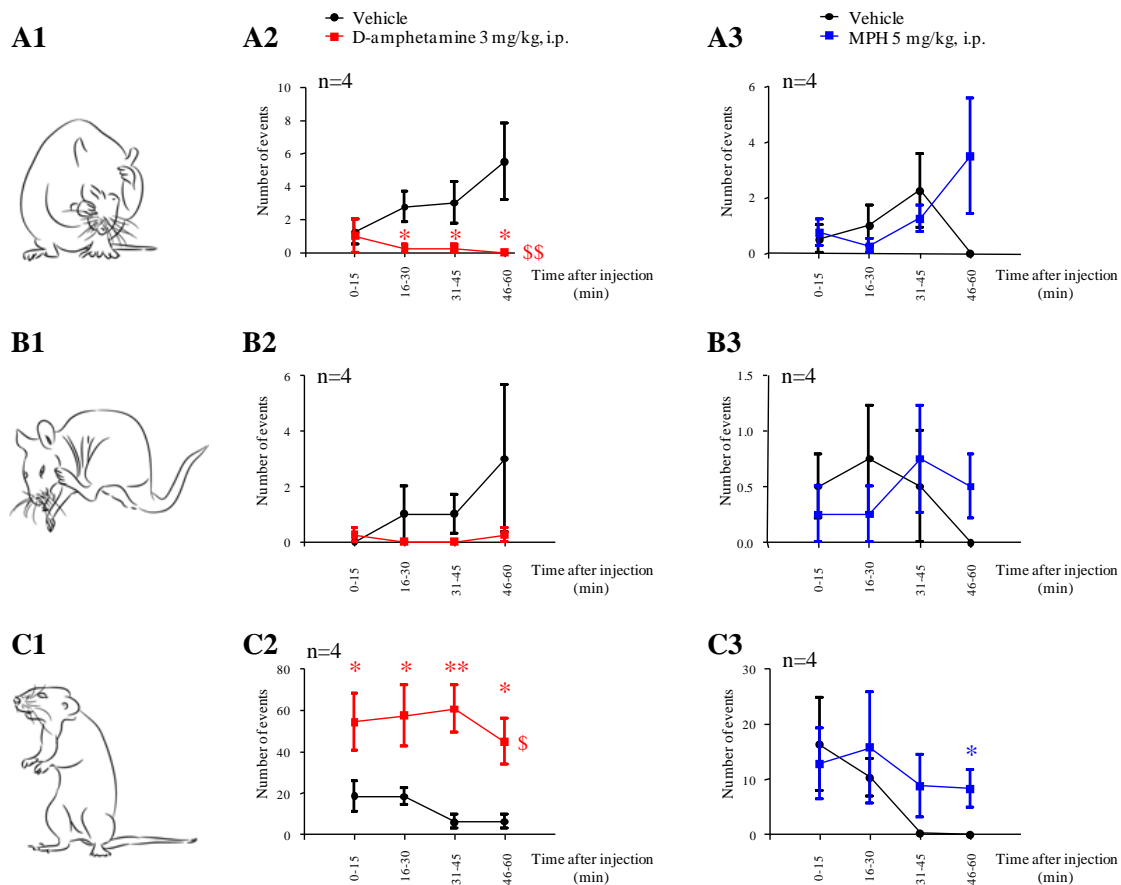 Vehicle
D-amphetamine 3 mg/kg, i.p.
Vehicle
MPH 5 mg/kg, i.p.
A1
A2
A3
n=4
10
8
6
4
2
0
Number of events
*
*
*
$$
0-15
16-30
31-45
46-60
Time after injection
(min)
n=4
6
4
2
0
Number of events
0-15
16-30
31-45
46-60
Time after injection
(min)
B1
B2
B3
n=4
6
4
2
0
Number of events
0-15
16-30
31-45
46-60
Time after injection
(min)
n=4
1.5
1.0
0.5
0.0
Number of events
0-15
16-30
31-45
46-60
Time after injection
(min)
C1
C2
C3
n=4
80
60
40
20
0
Number of events
*
*
**
*
$
0-15
16-30
31-45
46-60
Time after injection
(min)
n=4
30
20
10
0
Number of events
*
0-15
16-30
31-45
46-60
Time after injection
(min)